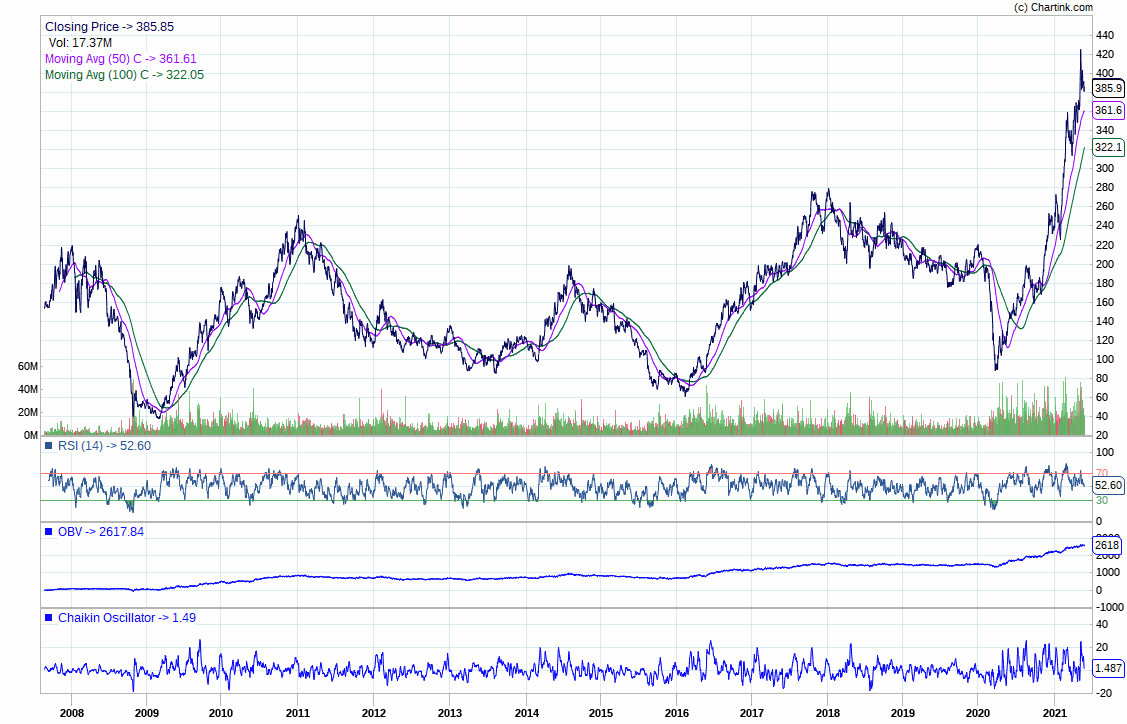 (c) Chartink.com
Closing Price -> 385.85
Vol: 17.37M
Moving Avg (50) C -> 361.61
Moving Avg (100) C -> 322.05
440
420
400
385.9
361.6
340
322.1
300
280
260
240
220
200
180
160
140
120
100
80
60
40
20
60M
40M
20M
0M
RSI (14) -> 52.60
100
70
52.60
30
0
OBV -> 2617.84
2618
2000
1000
0
-1000
Chaikin Oscillator -> 1.49
40
20
1.487
-20
2008 2009 2010 2011 2012 2013 2014 2015 2016 2017 2018 2019 2020 2021